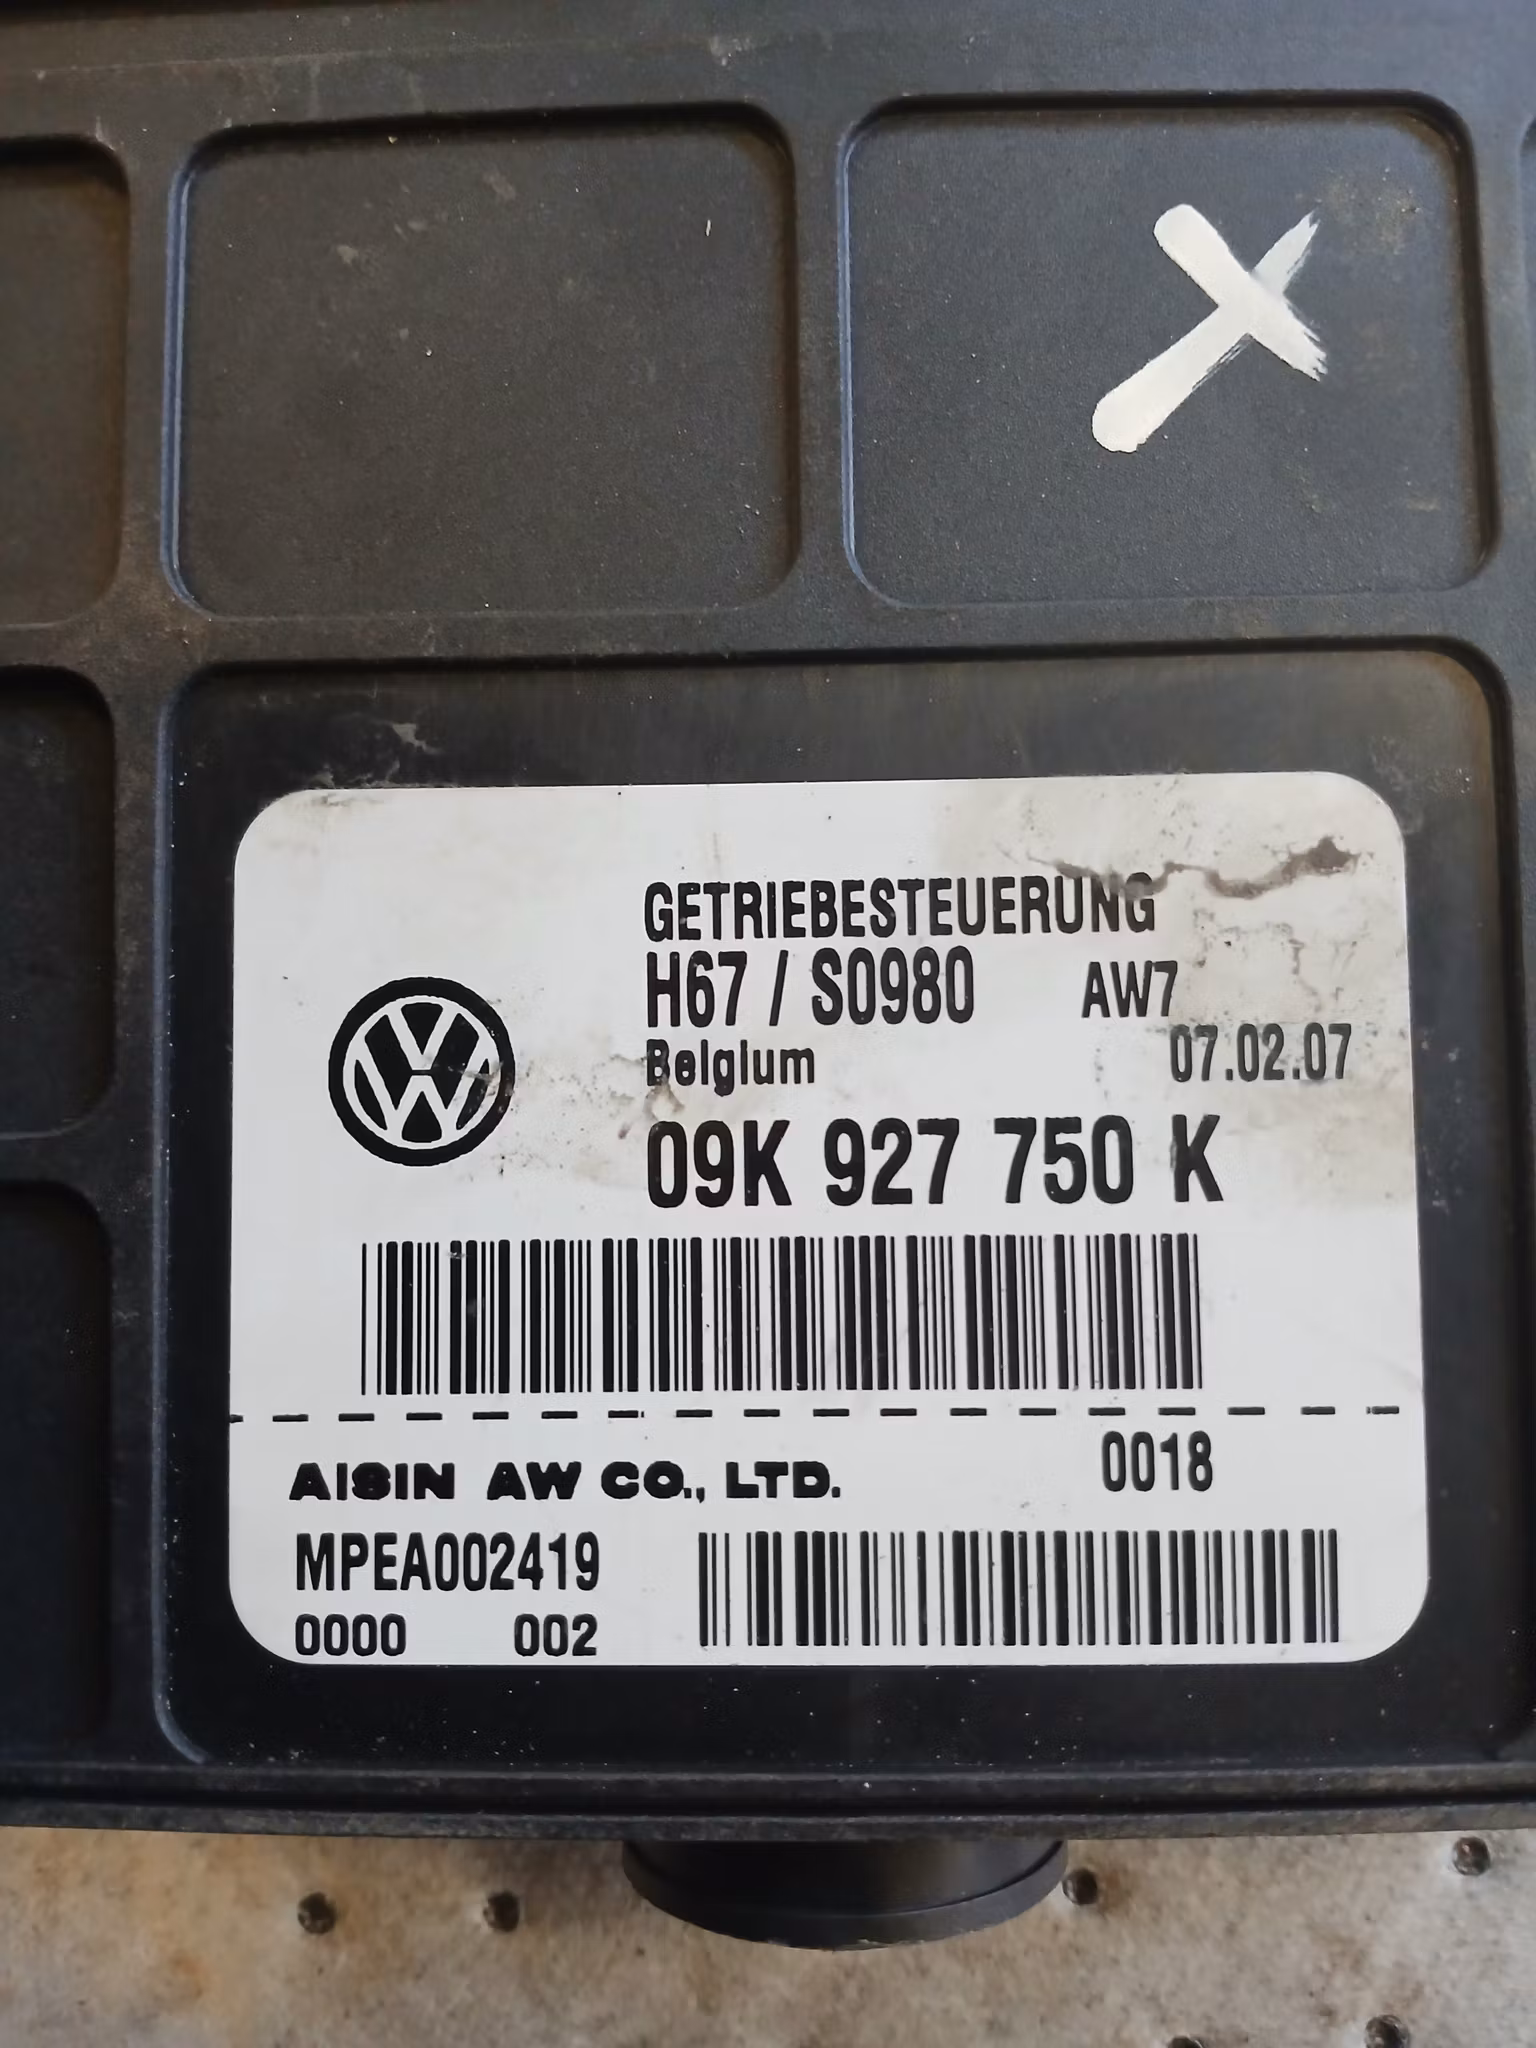 GETRIEBESTEUERUNG
H67 / S0980 AW7
Belgium 07.02.07
09K 927 750 K
AISIN AW CO., LTD. 0018
MPEA002419
0000 002